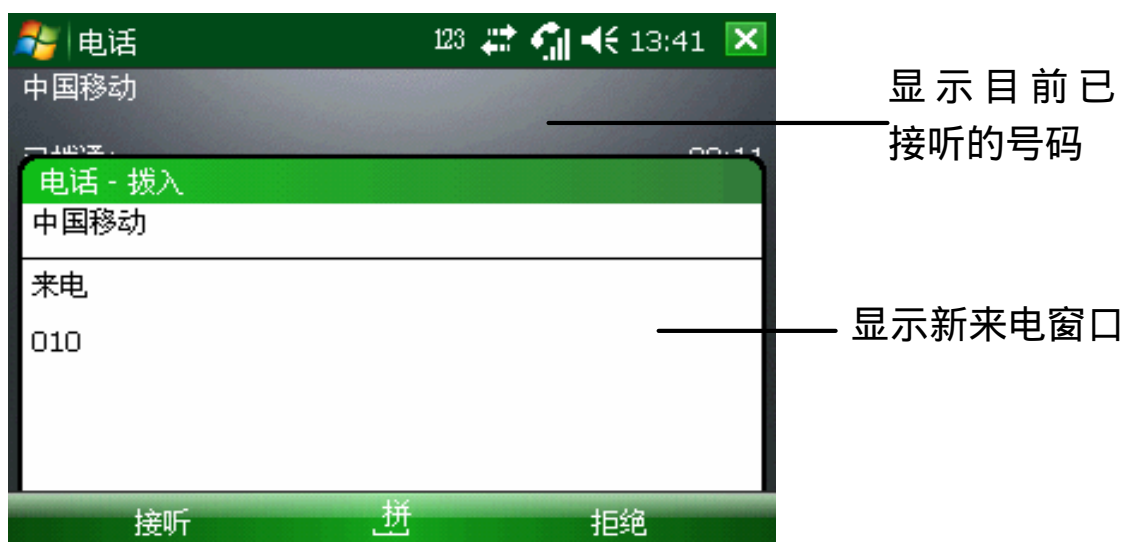 电话 123 13:41
中国移动
显示目前已
接听的号码
电话 - 拨入
中国移动
来电
显示新来电窗口
010
接听 拼 拒绝